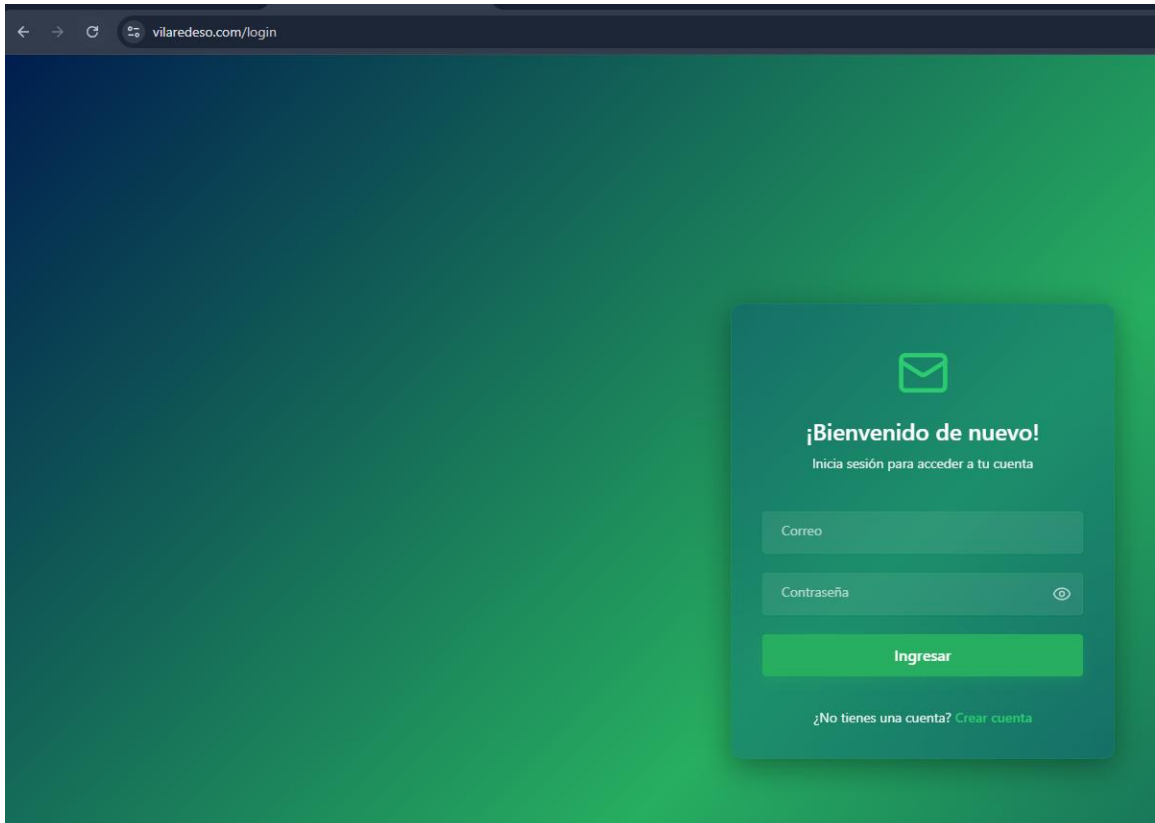 vilaredeso.com/login
¡Bienvenido de nuevo!
Inicia sesión para acceder a tu cuenta
Correo
Contraseña
Ingresar
¿No tienes una cuenta? Crear cuenta